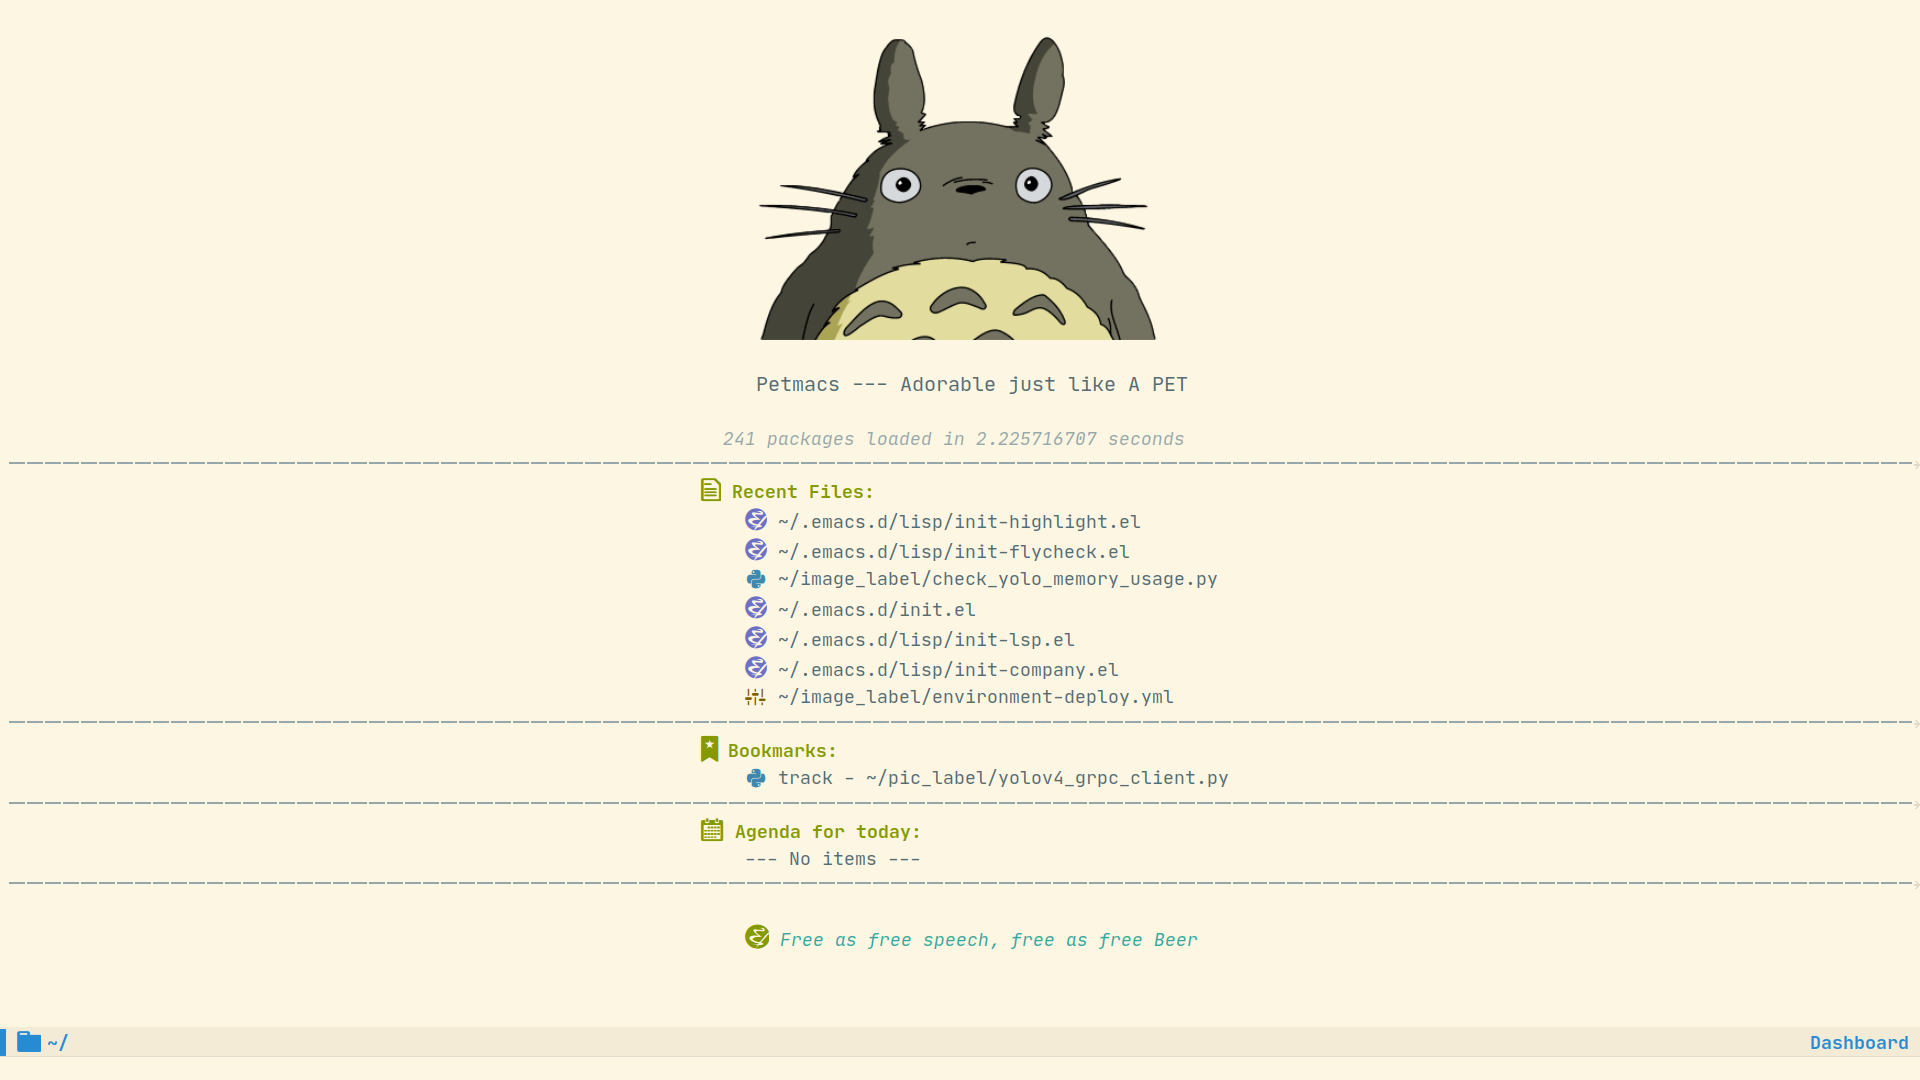 Petmacs --- Adorable just like A PET
241 packages loaded in 2.225716707 seconds
Recent Files:
~/.emacs.d/lisp/init-highlight.el
~/.emacs.d/lisp/init-flycheck.el
~/image_label/check_yolo_memory_usage.py
~/.emacs.d/init.el
~/.emacs.d/lisp/init-lsp.el
~/.emacs.d/lisp/init-company.el
~/image_label/environment-deploy.yml
Bookmarks:
track - ~/pic_label/yolov4_grpc_client.py
Agenda for today:
--- No items ---
Free as free speech, free as free Beer
~/ Dashboard